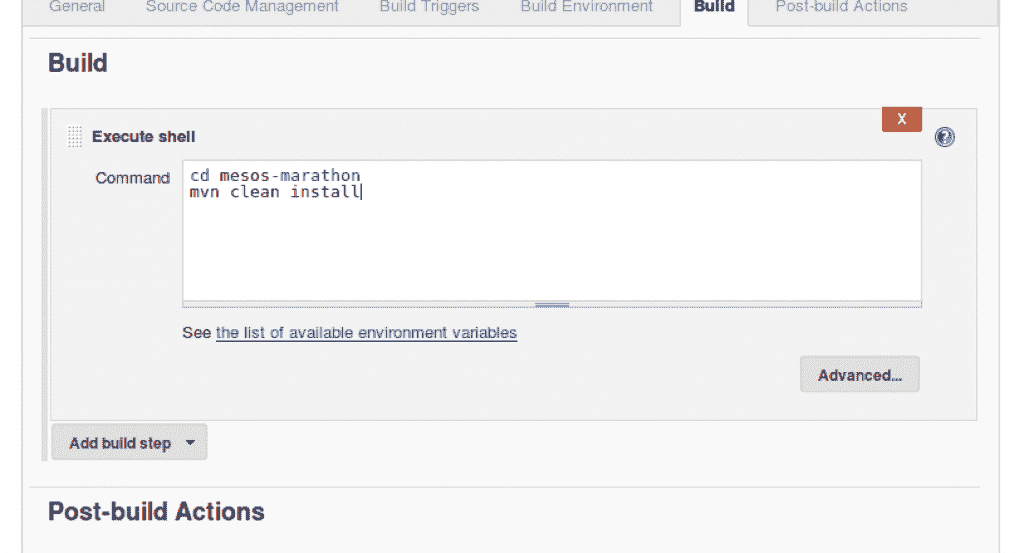 General Source Code Management Build Triggers Build Environment Build Post-build Actions
Build
X
Execute shell
Command
cd mesos-marathon
mvn clean install
See the list of available environment variables
Advanced...
Add build step
Post-build Actions